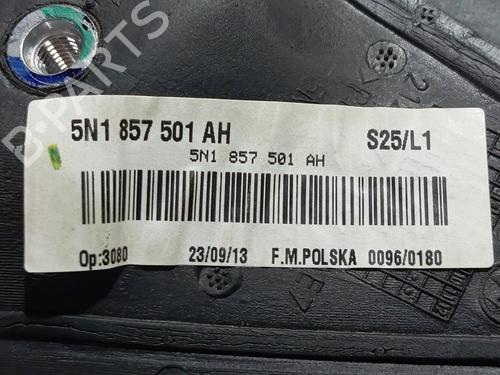 B-PARTS
5N1 857 501 AH S25/L1
5N1 857 501 AH
Op:3080 23/09/13 F.M.POLSKA 0096/0180